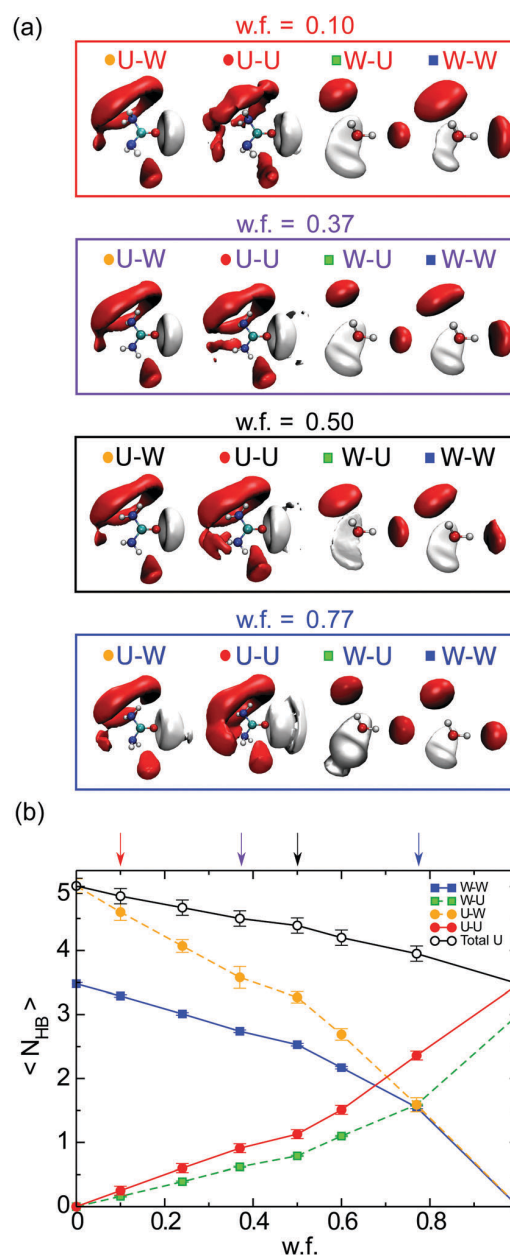 (a)
w.f. = 0.10
U-W U-U W-U W-W
w.f. = 0.37
U-W U-U W-U W-W
w.f. = 0.50
U-W U-U W-U W-W
w.f. = 0.77
U-W U-U W-U W-W
(b)
W-W
W-U
U-W
U-U
Total U
5
4
3
2
1
0
< N_HB >
0 0.2 0.4 0.6 0.8
w.f.